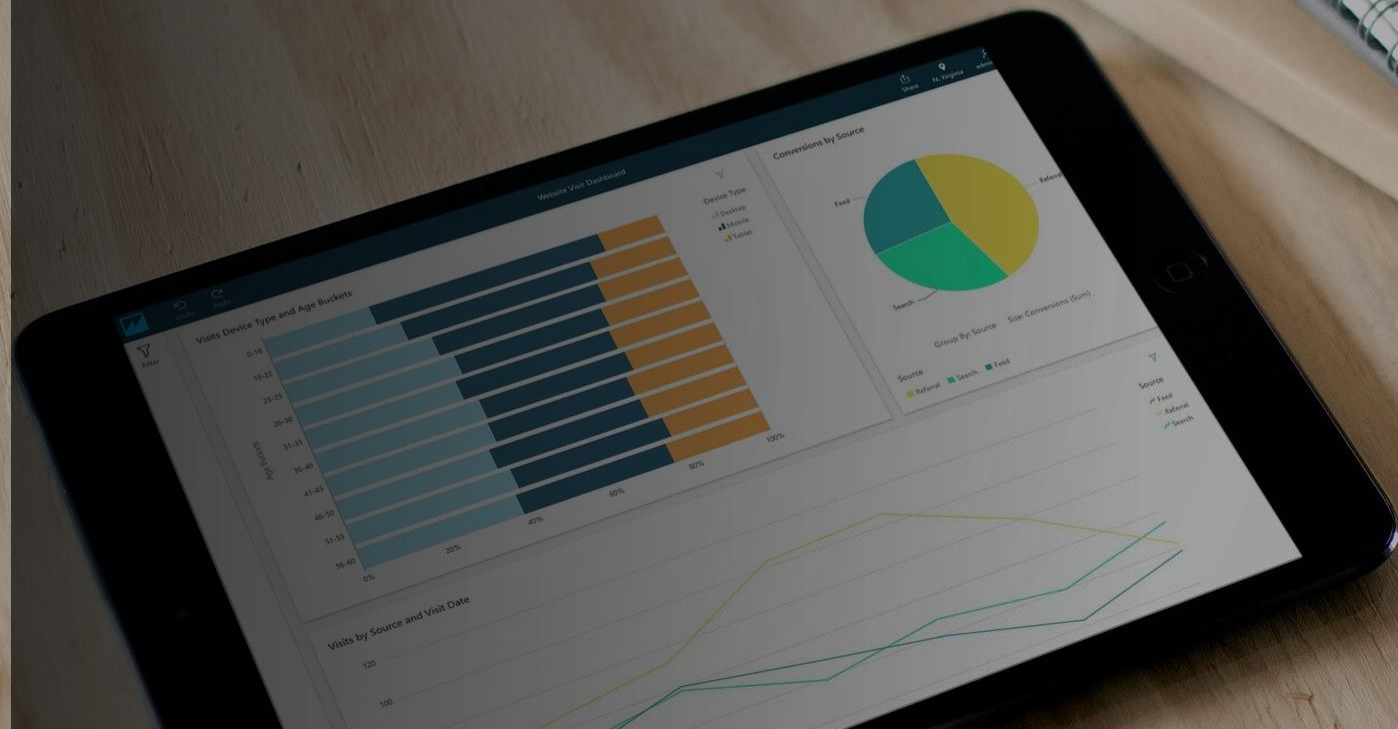 Share
N. Virginia
Website Visit Dashboard
Undo
Redo
Filter
Visits Device Type and Age Buckets
Device Type
Desktop
Mobile
Tablet
Age Buckets
0-18
19-22
23-25
26-30
31-35
36-40
41-45
46-50
51-55
56-60
0%
20%
40%
60%
80%
100%
Conversions by Source
Feed
Referral
Search
Group By: Source Size: Conversions (Sum)
Source
Referral Search Feed
Visits by Source and Visit Date
120
100
Source
Feed
Referral
Search